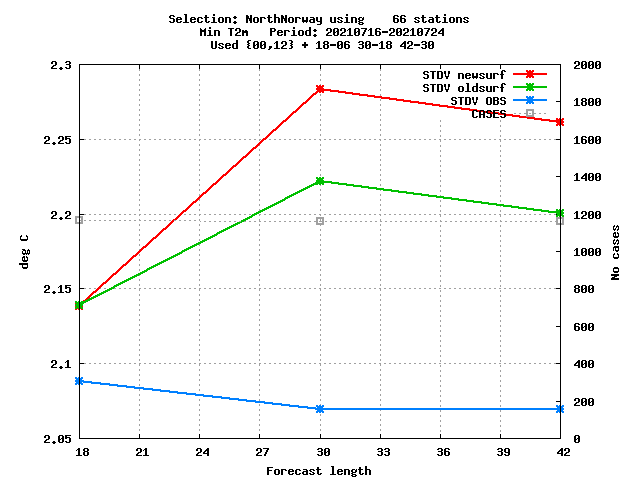 Selection: NorthNorway using    66 stations
Min T2m   Period: 20210716-20210724
Used {00,12} + 18-06 30-18 42-30
STDV newsurf
STDV oldsurf
STDV OBS
CASES
2.3
2.25
2.2
2.15
2.1
2.05
deg C
2000
1800
1600
1400
1200
1000
800
600
400
200
0
No cases
18 21 24 27 30 33 36 39 42
Forecast length